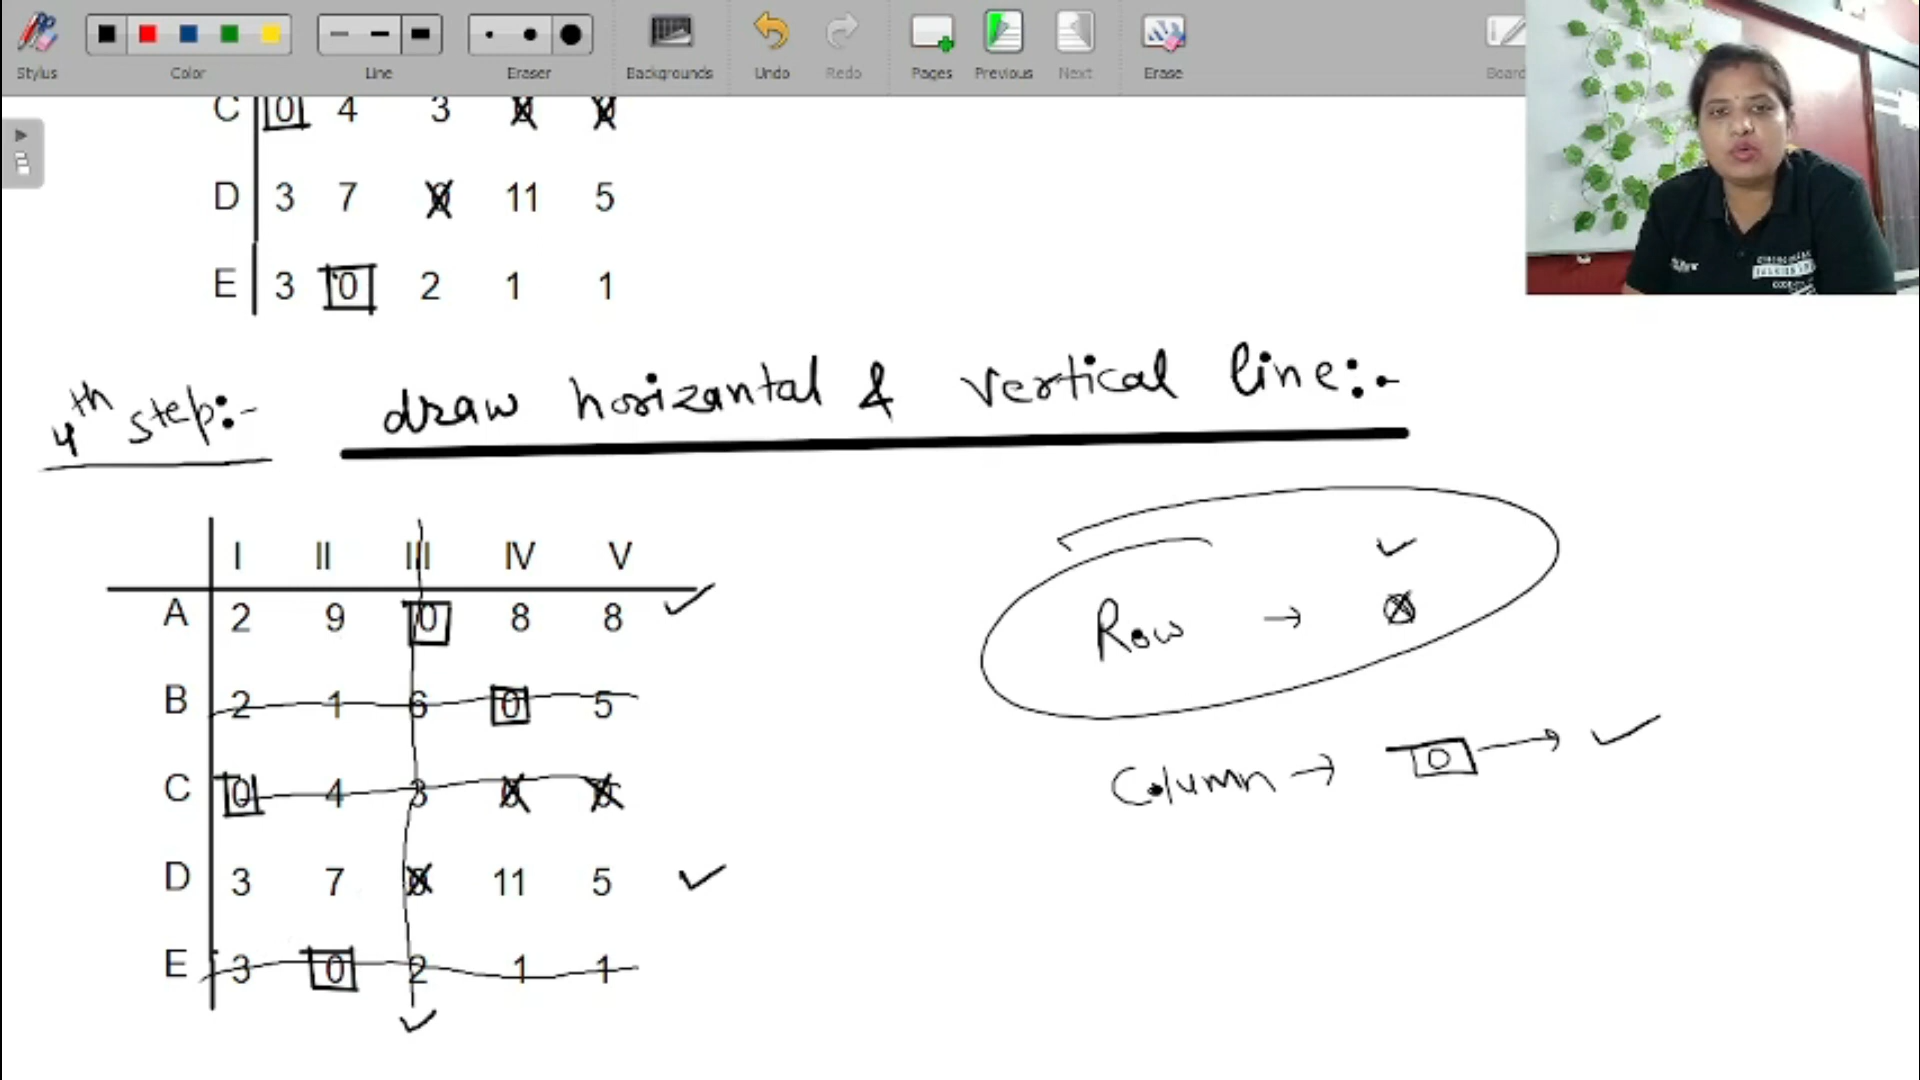 Stylus Color Line Eraser Backgrounds Undo Redo Pages Previous Next Erase Board
C 0 4 3 0 0
D 3 7 0 11 5
E 3 0 2 1 1
4th step:- draw horizantal & vertical line:-
I II III IV V
A 2 9 0 8 8
B 2 1 6 0 5
C 0 4 3 0 0
D 3 7 0 11 5
E 3 0 2 1 1
Row → 0
Column → 0 →